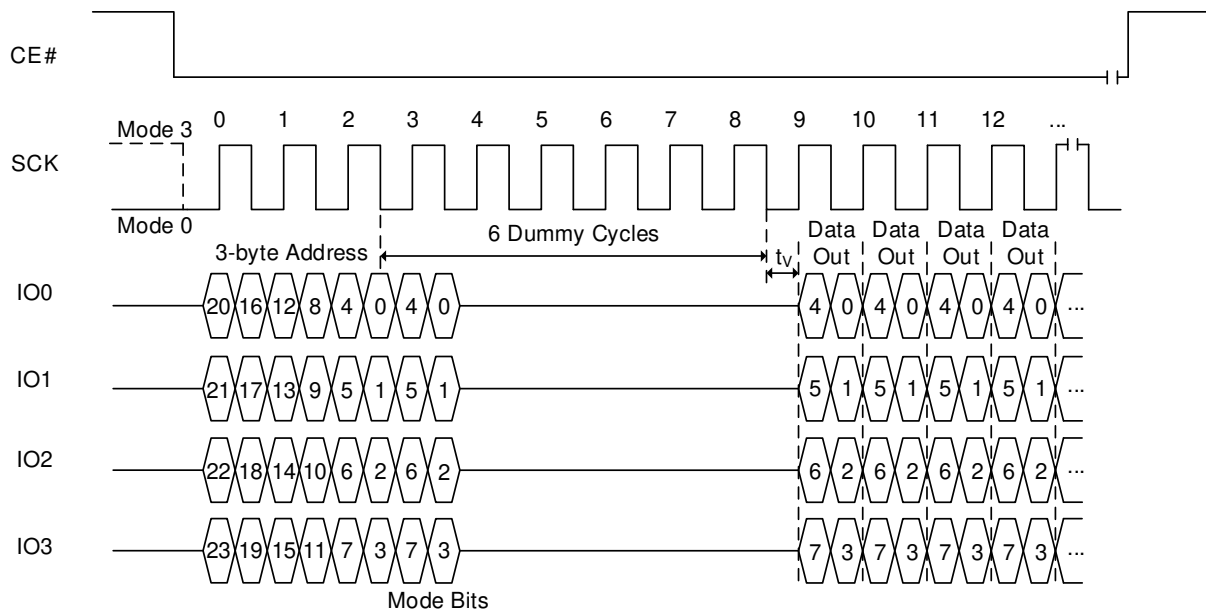 CE#
0 1 2 3 4 5 6 7 8 9 10 11 12 ...
Mode 3
SCK
Mode 0
6 Dummy Cycles
3-byte Address
tV
Data Out Data Out Data Out Data Out
IO0 20 16 12 8 4 0 4 0 4 0 4 0 4 0 4 0 ...
IO1 21 17 13 9 5 1 5 1 5 1 5 1 5 1 5 1 ...
IO2 22 18 14 10 6 2 6 2 6 2 6 2 6 2 6 2 ...
IO3 23 19 15 11 7 3 7 3 7 3 7 3 7 3 7 3 ...
Mode Bits